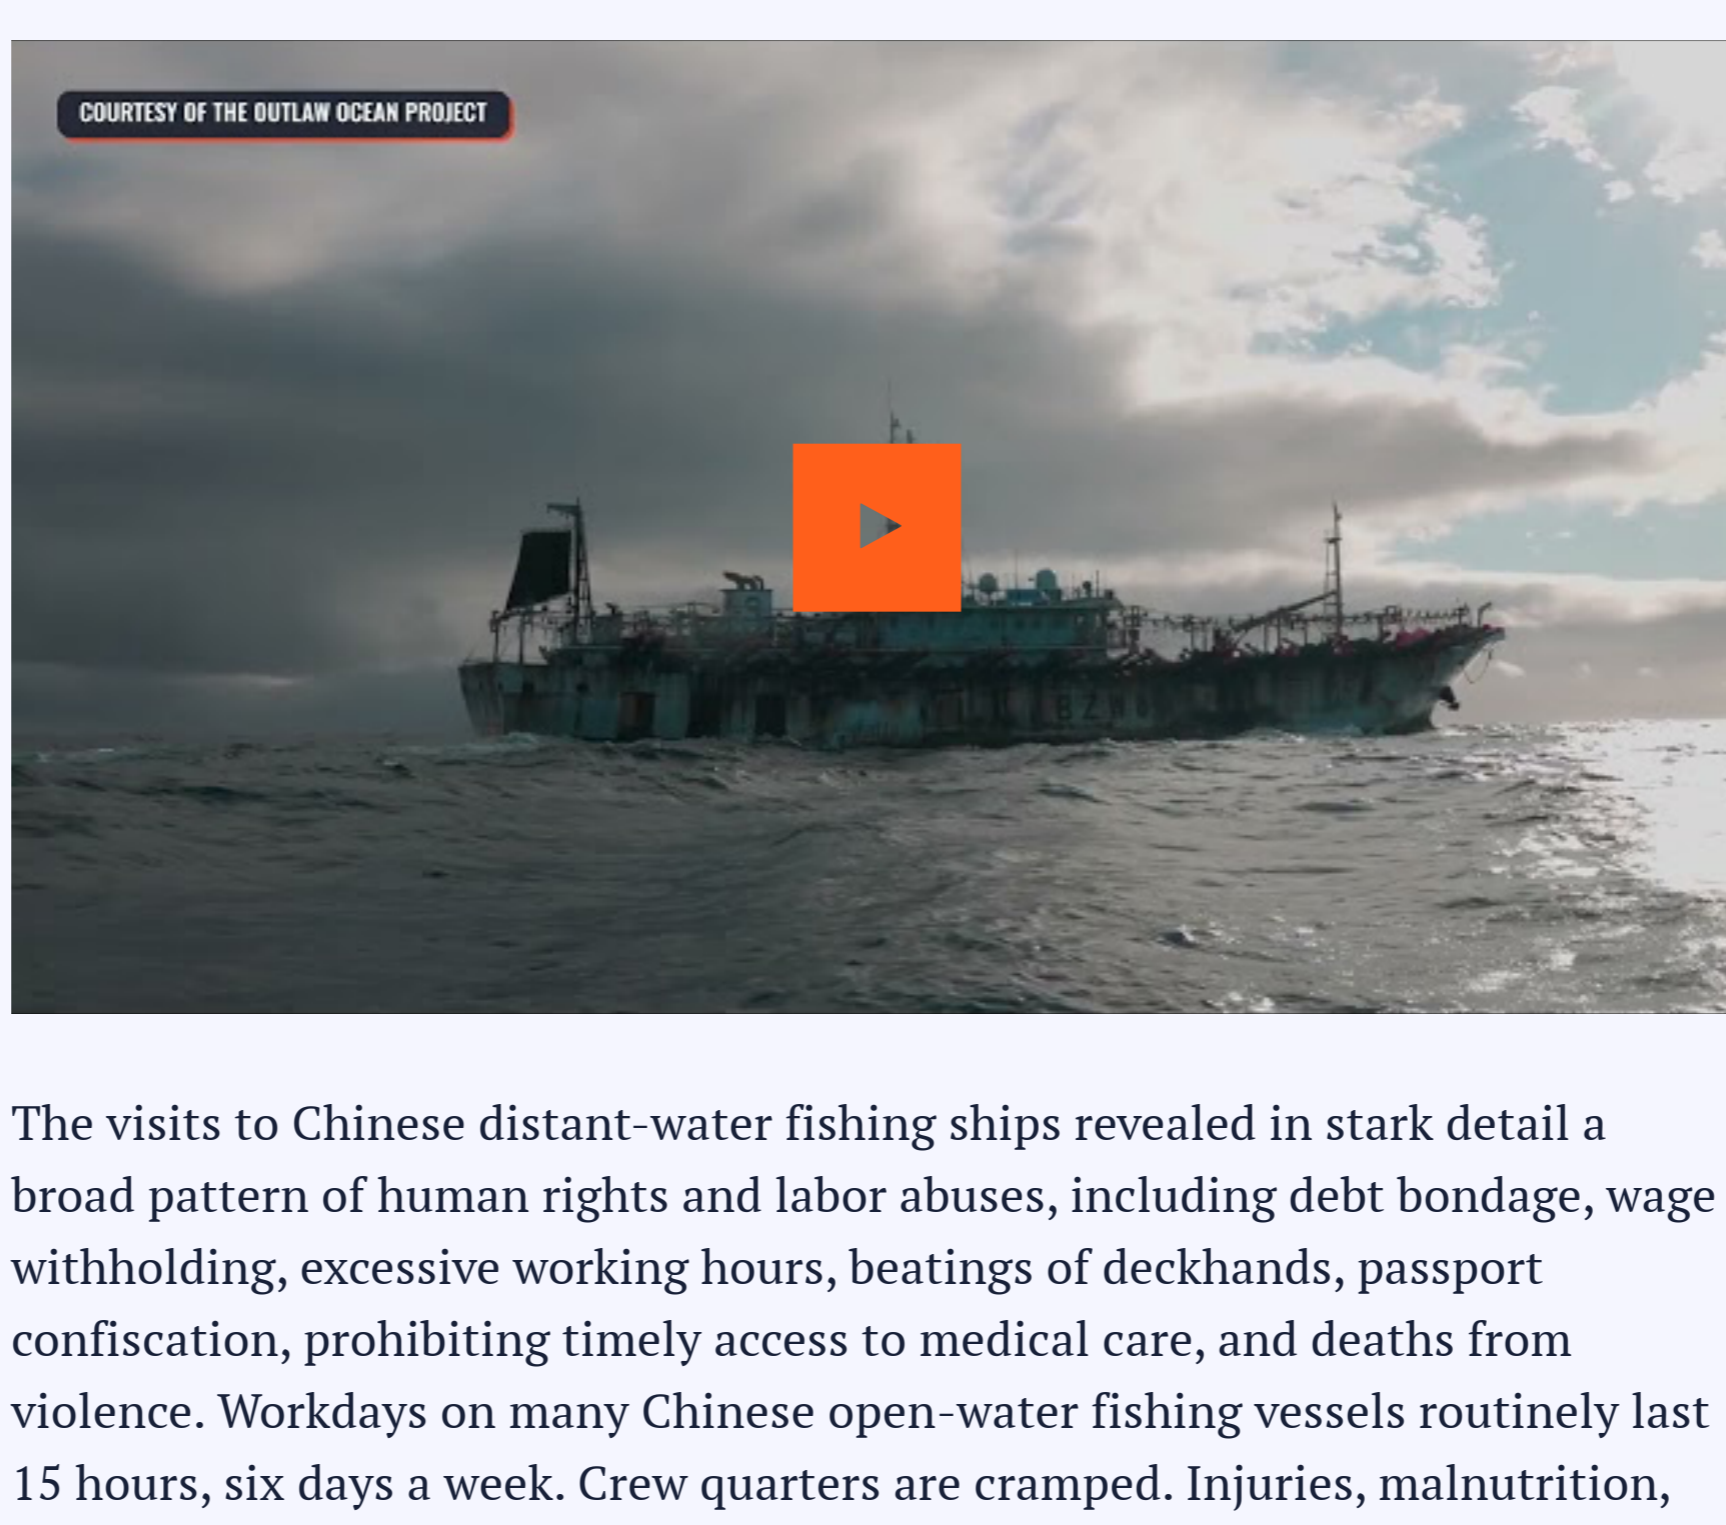 COURTESY OF THE OUTLAW OCEAN PROJECT
The visits to Chinese distant-water fishing ships revealed in stark detail a
broad pattern of human rights and labor abuses, including debt bondage, wage
withholding, excessive working hours, beatings of deckhands, passport
confiscation, prohibiting timely access to medical care, and deaths from
violence. Workdays on many Chinese open-water fishing vessels routinely last
15 hours, six days a week. Crew quarters are cramped. Injuries, malnutrition,